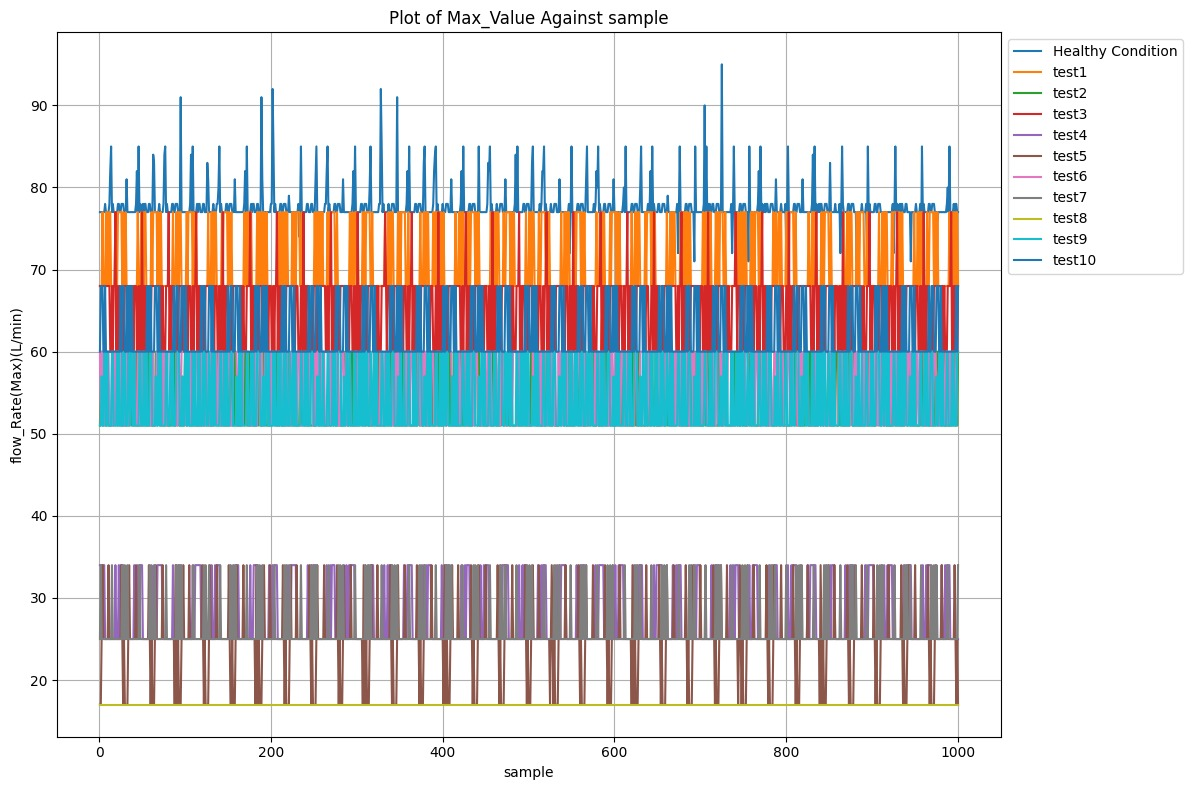 Plot of Max_Value Against sample
Healthy Condition
test1
test2
test3
test4
test5
test6
test7
test8
test9
test10
flow_Rate(Max)(L/min)
90
80
70
60
50
40
30
20
0 200 400 600 800 1000
sample